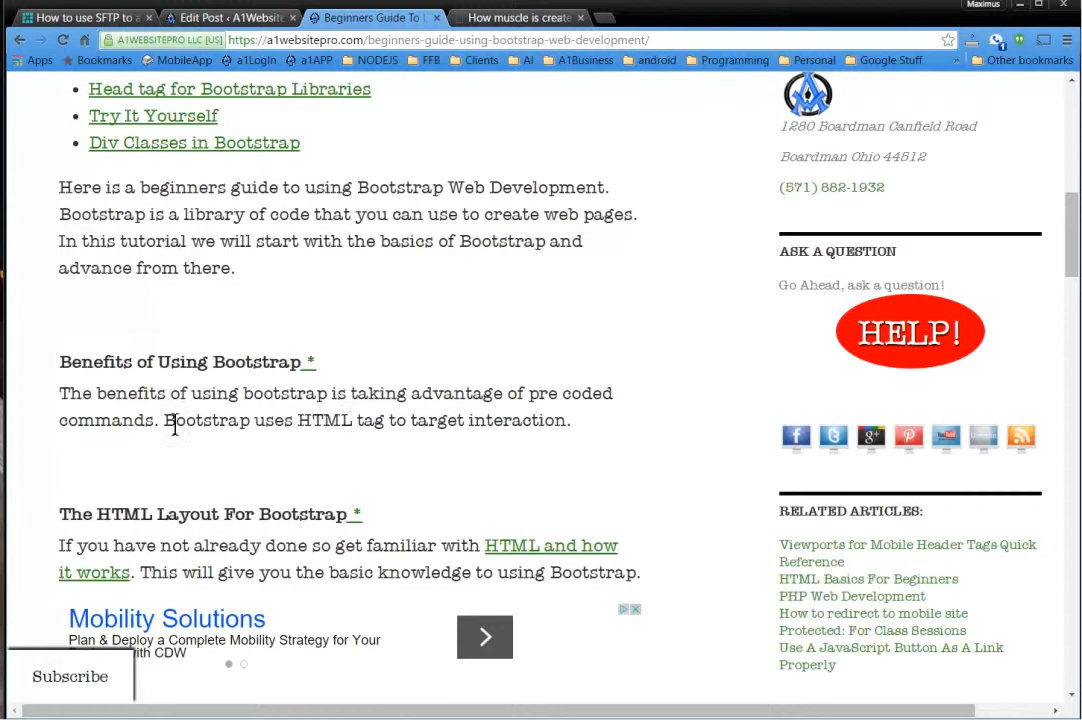 Maximus
How to use SFTP to a
Edit Post ‹ A1Website
Beginners Guide To
How muscle is create
A1WEBSITEPRO LLC [US] https://a1websitepro.com/beginners-guide-using-bootstrap-web-development/
Apps Bookmarks MobileApp a1LogIn a1APP NODEJS FFB Clients AI A1Business android Programming Personal Google Stuff » Other bookmarks
Head tag for Bootstrap Libraries
Try It Yourself
Div Classes in Bootstrap
Here is a beginners guide to using Bootstrap Web Development.
Bootstrap is a library of code that you can use to create web pages.
In this tutorial we will start with the basics of Bootstrap and
advance from there.
Benefits of Using Bootstrap *
The benefits of using bootstrap is taking advantage of pre coded
commands. Bootstrap uses HTML tag to target interaction.
The HTML Layout For Bootstrap *
If you have not already done so get familiar with HTML and how
it works. This will give you the basic knowledge to using Bootstrap.
Mobility Solutions
Plan & Deploy a Complete Mobility Strategy for Your
with CDW
Subscribe
1280 Boardman Canfield Road
Boardman Ohio 44512
(571) 882-1932
ASK A QUESTION
Go Ahead, ask a question!
HELP!
RELATED ARTICLES:
Viewports for Mobile Header Tags Quick
Reference
HTML Basics For Beginners
PHP Web Development
How to redirect to mobile site
Protected: For Class Sessions
Use A JavaScript Button As A Link
Properly